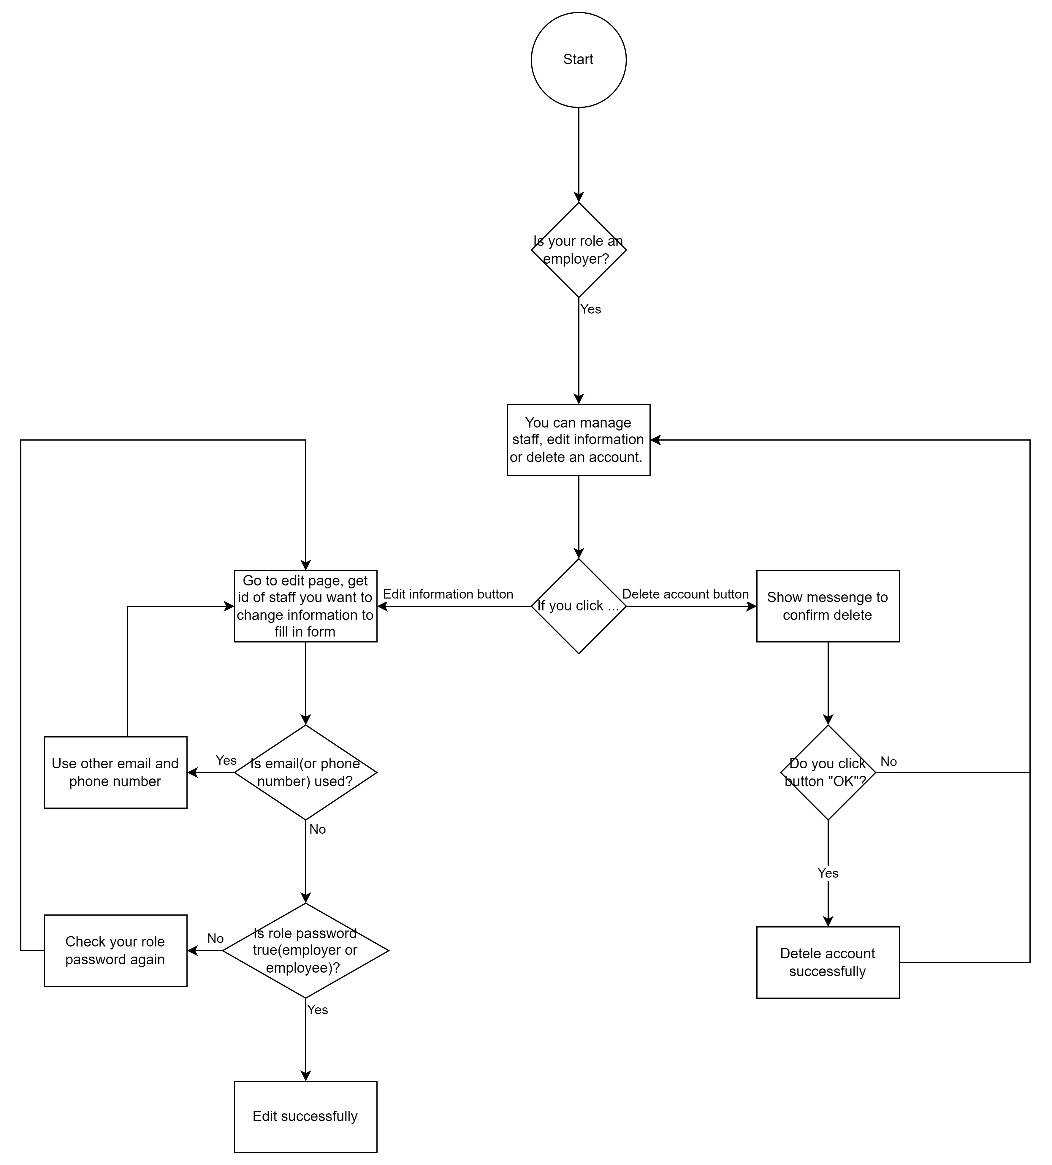 Start
Is your role an
employer?
Yes
You can manage
staff, edit information
or delete an account.
Go to edit page, get
id of staff you want to
change information to
fill in form
Edit information button
If you click ...
Delete account button
Show messenge to
confirm delete
Use other email and
phone number
Yes
Is email(or phone
number) used?
No
Do you click
button "OK"?
No
Yes
Check your role
password again
No
Is role password
true(employer or
employee)?
Yes
Detele account
successfully
Edit successfully